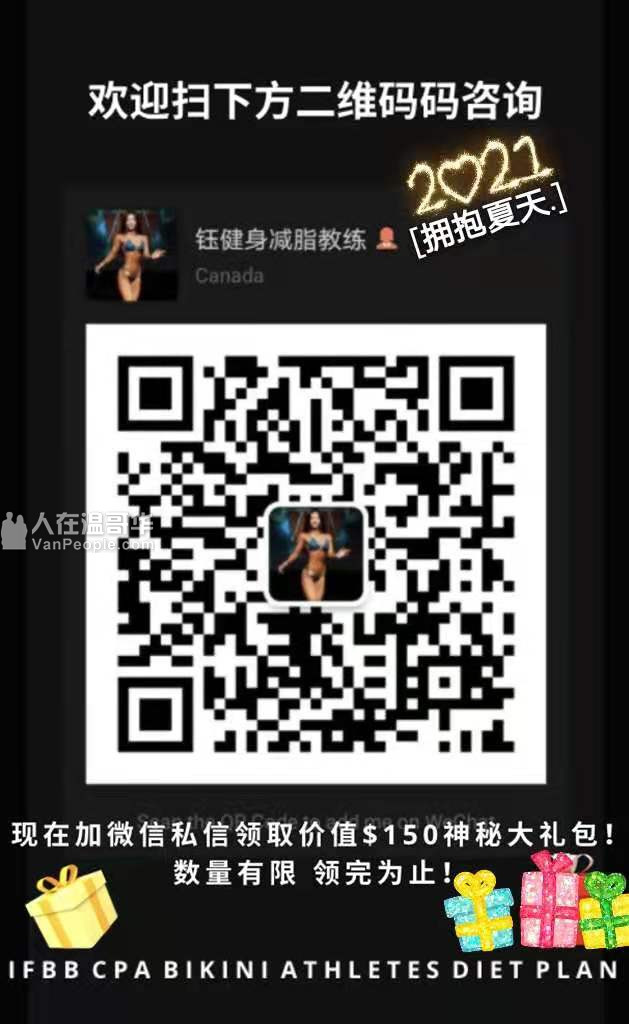 欢迎扫下方二维码码咨询
2021
[拥抱夏天.]
钰健身减脂教练
Canada
人在温哥华
VanPeople.com
Scan the QR Code to add me on WeChat
现在加微信私信领取价值$150神秘大礼包!
数量有限 领完为止!
IFBB CPA BIKINI ATHLETES DIET PLAN